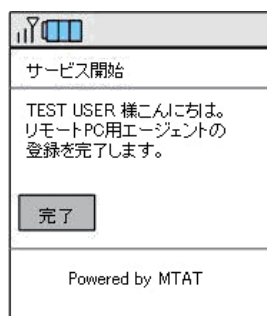 サービス開始
TEST USER 様こんにちは。
リモートPC用エージェントの
登録を完了します。
完了
Powered by MTAT